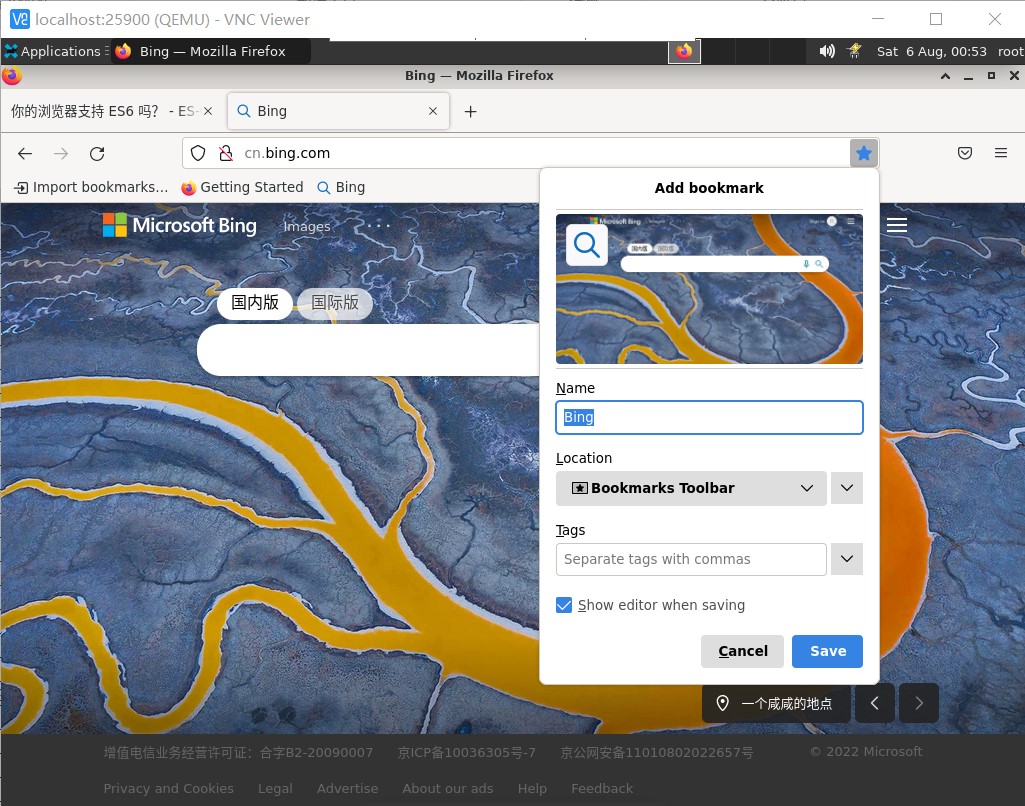 localhost:25900 (QEMU) - VNC Viewer
Applications Bing — Mozilla Firefox Sat 6 Aug, 00:53 root
Bing — Mozilla Firefox
你的浏览器支持 ES6 吗? - ES- Bing
cn.bing.com
Import bookmarks... Getting Started Bing
Add bookmark
Microsoft Bing Images
国内版 国际版
Name
Bing
Location
Bookmarks Toolbar
Tags
Separate tags with commas
Show editor when saving
Cancel Save
一个咸咸的地点
增值电信业务经营许可证：合字B2-20090007 京ICP备10036305号-7 京公网安备11010802022657号 © 2022 Microsoft
Privacy and Cookies Legal Advertise About our ads Help Feedback